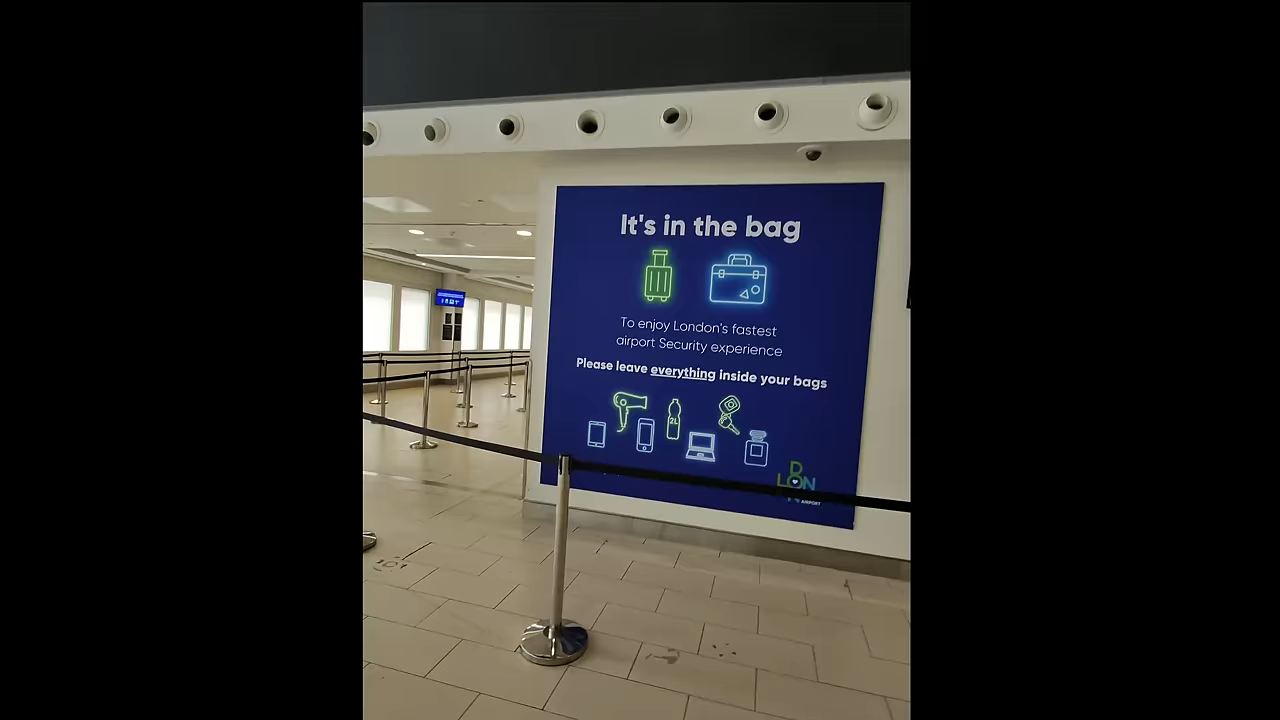 It's in the bag
To enjoy London's fastest
airport Security experience
Please leave everything inside your bags
2L
LON
AIRPORT